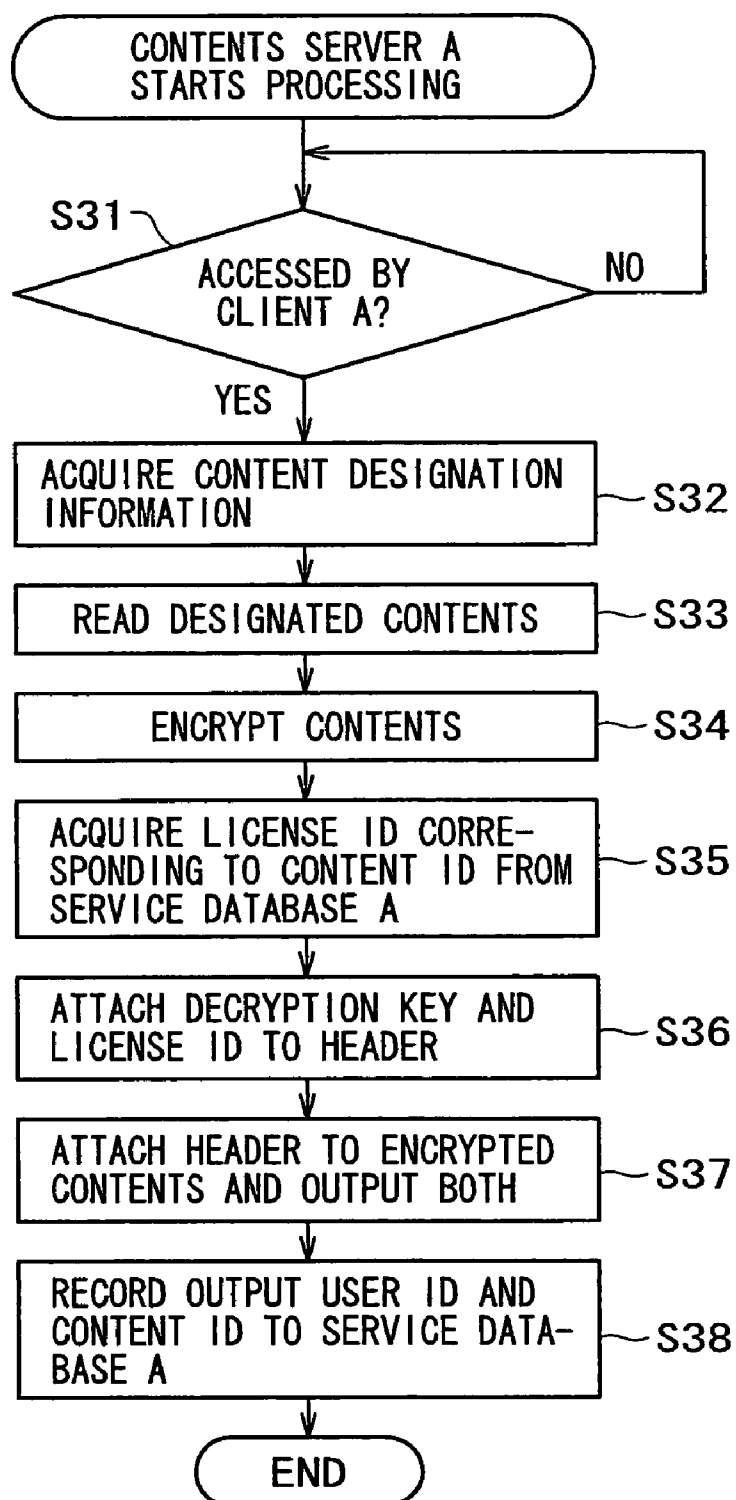 CONTENTS SERVER A
STARTS PROCESSING
S31
ACCESSED BY
CLIENT A?
NO
YES
ACQUIRE CONTENT DESIGNATION
INFORMATION
S32
READ DESIGNATED CONTENTS
S33
ENCRYPT CONTENTS
S34
ACQUIRE LICENSE ID CORRE-
SPONDING TO CONTENT ID FROM
SERVICE DATABASE A
S35
ATTACH DECRYPTION KEY AND
LICENSE ID TO HEADER
S36
ATTACH HEADER TO ENCRYPTED
CONTENTS AND OUTPUT BOTH
S37
RECORD OUTPUT USER ID AND
CONTENT ID TO SERVICE DATA-
BASE A
S38
END